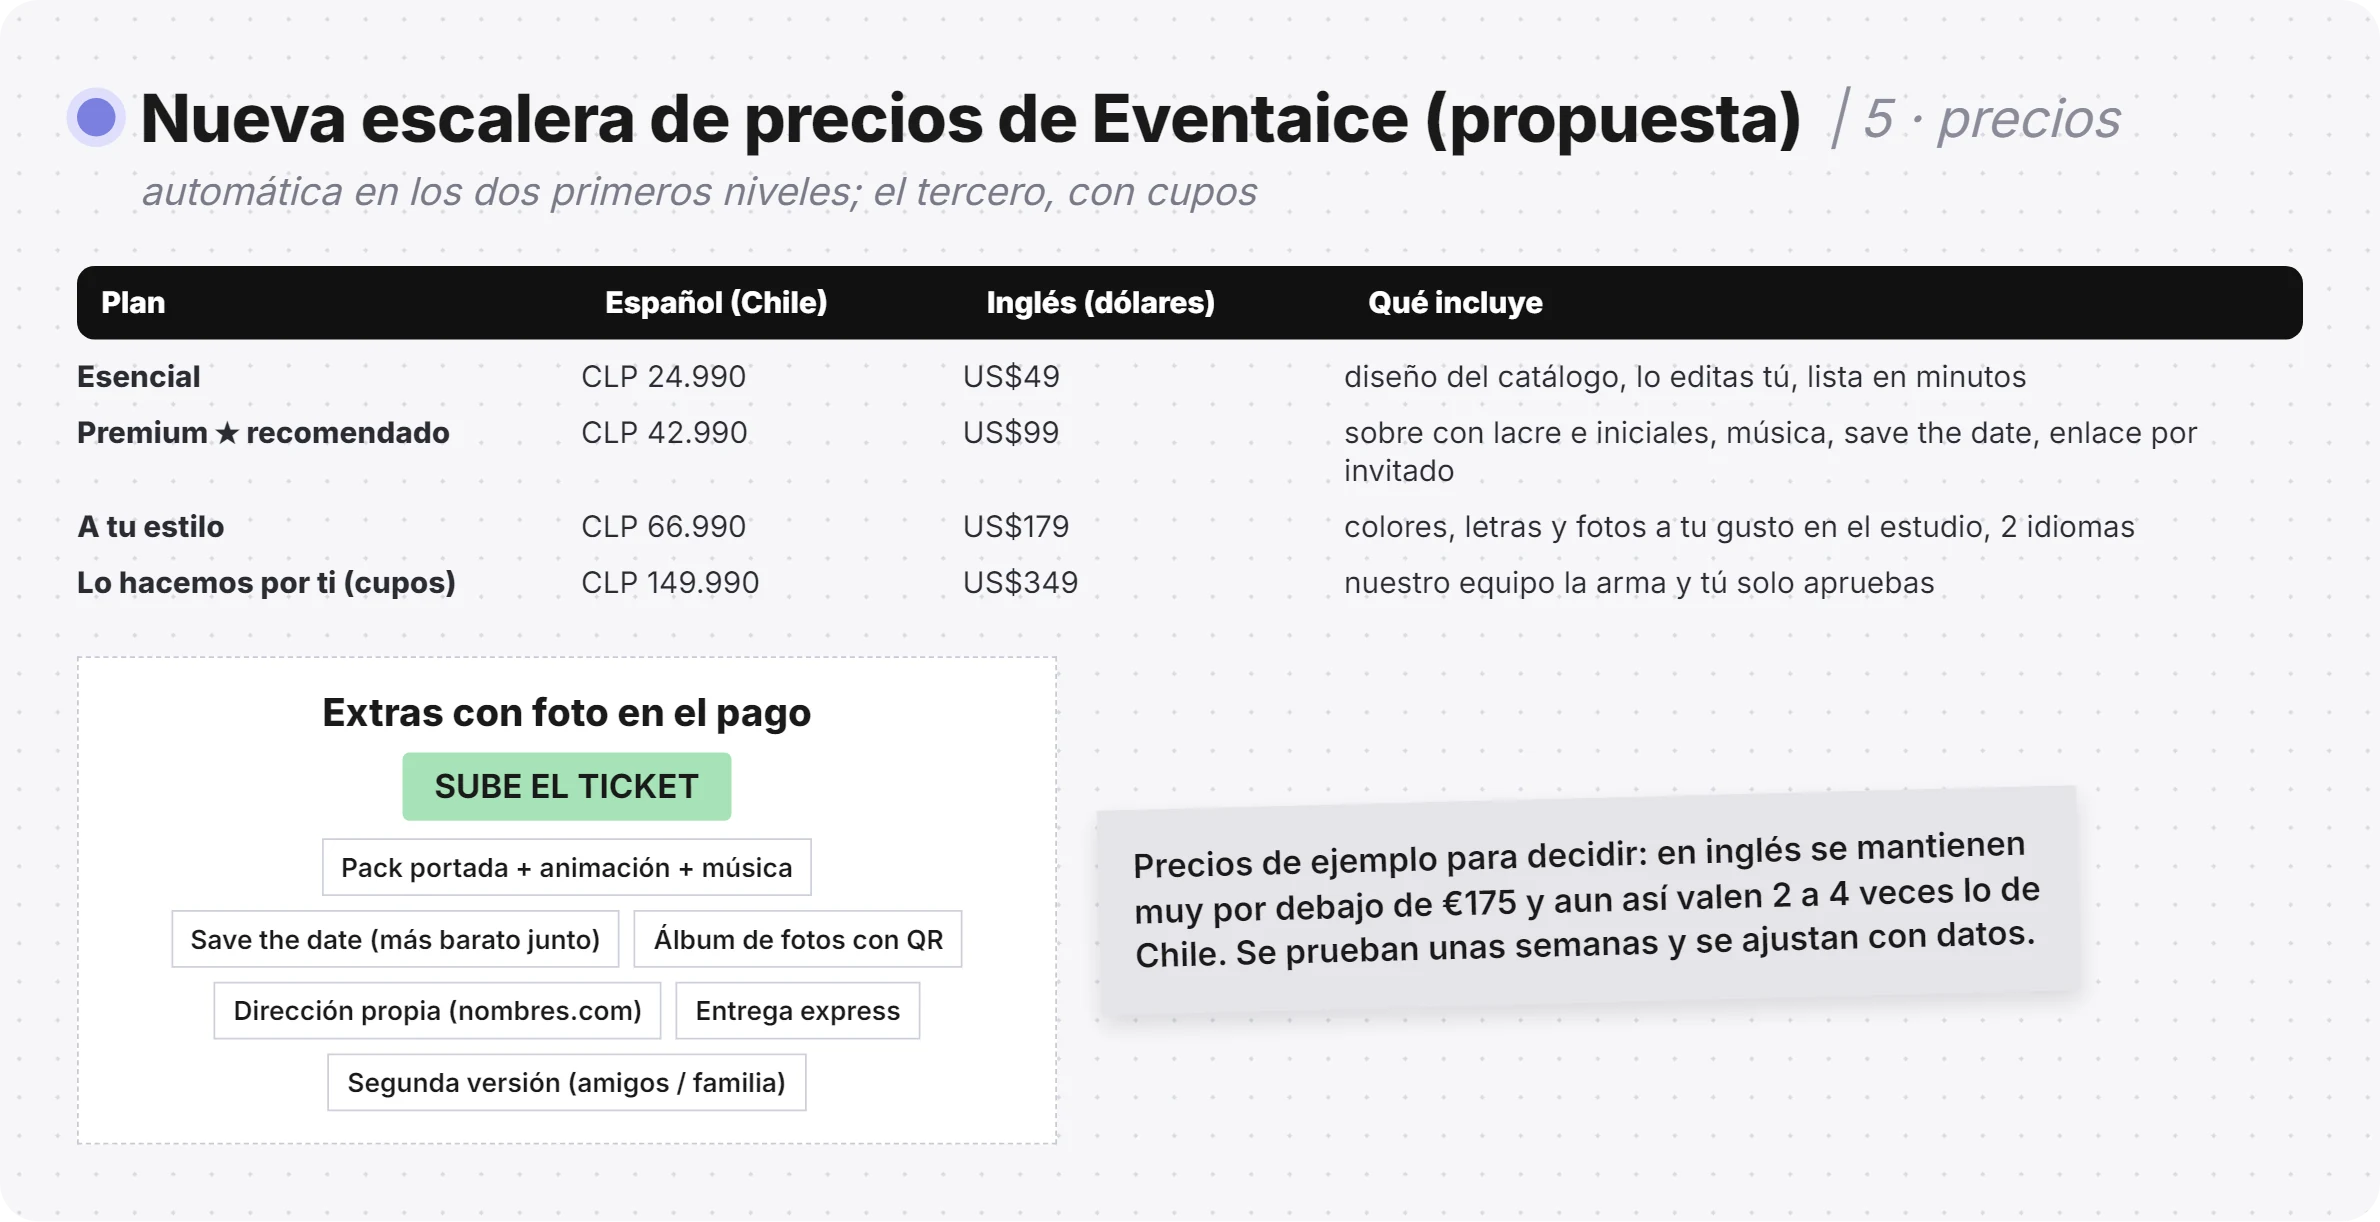 Nueva escalera de precios de Eventaice (propuesta) / 5 · precios
automática en los dos primeros niveles; el tercero, con cupos
Plan Español (Chile) Inglés (dólares) Qué incluye
Esencial CLP 24.990 US$49 diseño del catálogo, lo editas tú, lista en minutos
Premium ★ recomendado CLP 42.990 US$99 sobre con lacre e iniciales, música, save the date, enlace por
invitado
A tu estilo CLP 66.990 US$179 colores, letras y fotos a tu gusto en el estudio, 2 idiomas
Lo hacemos por ti (cupos) CLP 149.990 US$349 nuestro equipo la arma y tú solo apruebas
Extras con foto en el pago
SUBE EL TICKET
Pack portada + animación + música
Save the date (más barato junto) Álbum de fotos con QR
Dirección propia (nombres.com) Entrega express
Segunda versión (amigos / familia)
Precios de ejemplo para decidir: en inglés se mantienen
muy por debajo de €175 y aun así valen 2 a 4 veces lo de
Chile. Se prueban unas semanas y se ajustan con datos.